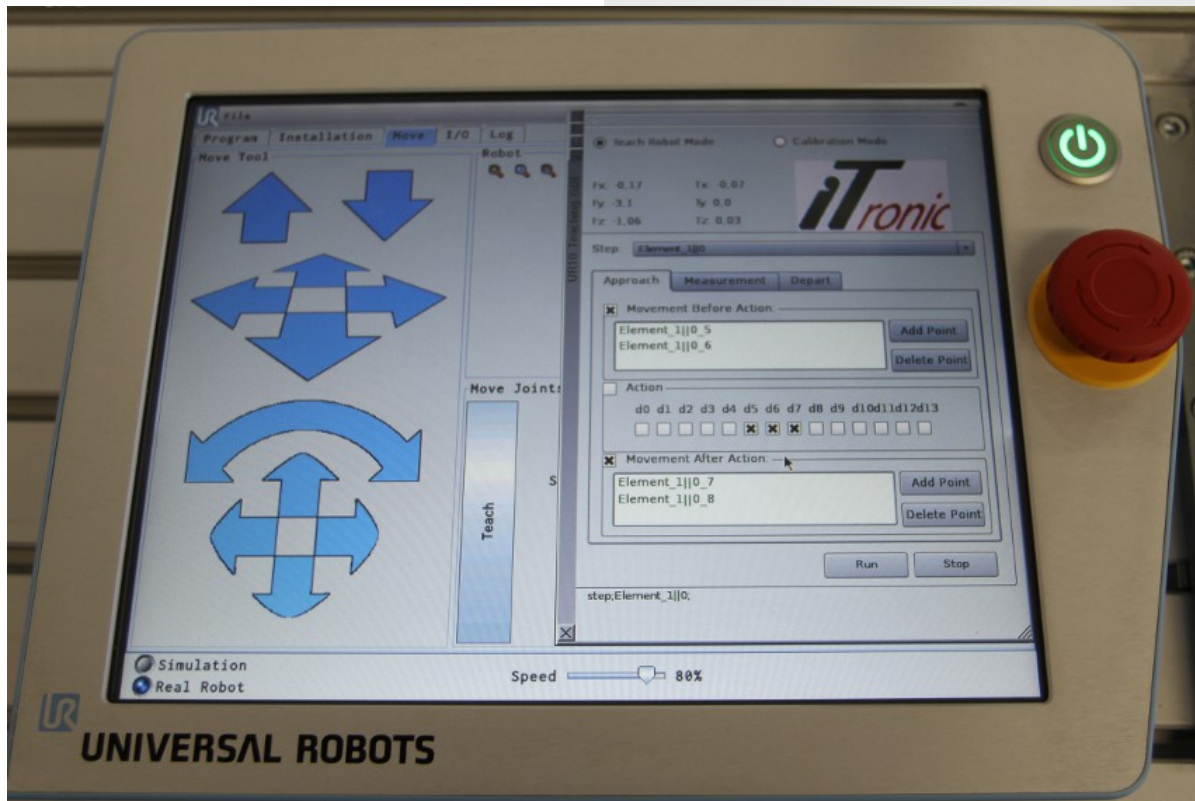 UR File
Program Installation Move I/O Log
Move Tool
Robot
Move Joints
Teach
Teach Robot Mode Calibration Mode
Fx: -0,17 Tx: -0,07
Fy: -3,1 Ty: 0,0
Fz: -1,06 Tz: 0,03
iTronic
Step: Element_1||0
Approach Measurement Depart
Movement Before Action:
Element_1||0_5
Element_1||0_6
Add Point
Delete Point
Action
d0 d1 d2 d3 d4 d5 d6 d7 d8 d9 d10 d11 d12 d13
Movement After Action:
Element_1||0_7
Element_1||0_8
Add Point
Delete Point
Run Stop
step;Element_1||0;
Simulation
Real Robot
Speed 80%
UR
UNIVERSAL ROBOTS